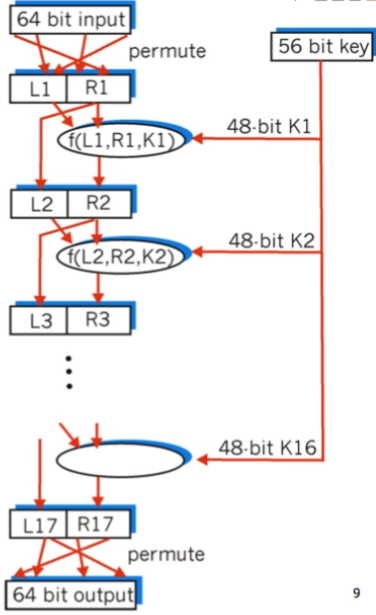 64 bit input
permute
56 bit key
L1 R1
f(L1,R1,K1)
48-bit K1
L2 R2
48-bit K2
f(L2,R2,K2)
L3 R3
48-bit K16
L17 R17
permute
64 bit output
9